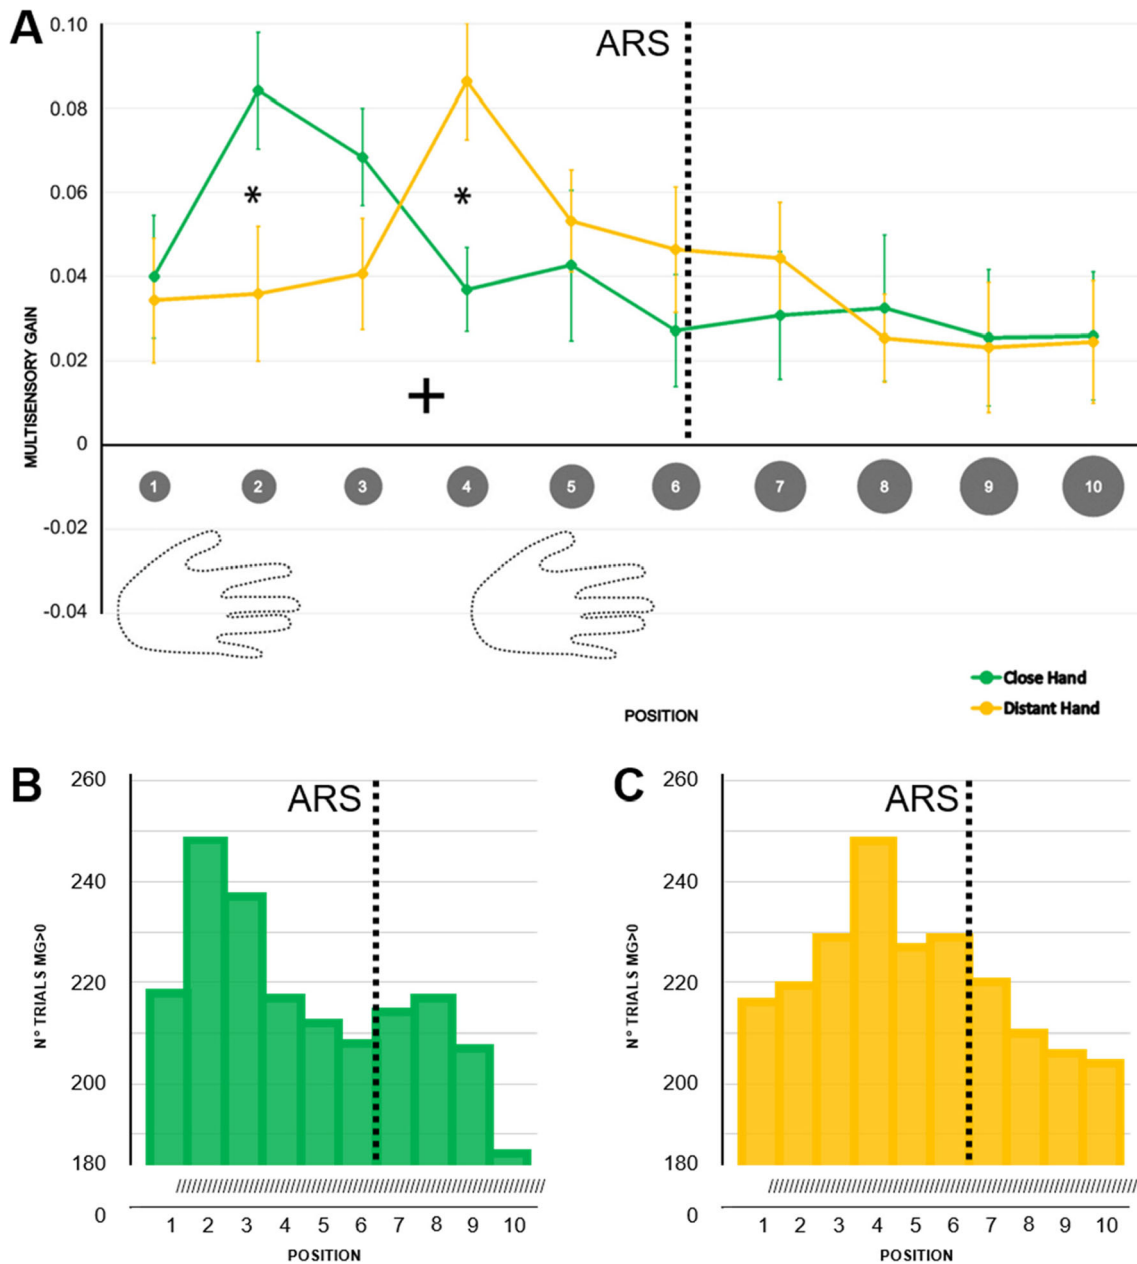 A
0.10
ARS
0.08
0.06
* *
0.04
0.02
+
0
MULTISENSORY GAIN
1 2 3 4 5 6 7 8 9 10
-0.02
-0.04
Close Hand
Distant Hand
POSITION
B
260
ARS
240
220
200
180
0
N° TRIALS MG>0
1 2 3 4 5 6 7 8 9 10
POSITION
C
260
ARS
240
220
200
180
0
N° TRIALS MG>0
1 2 3 4 5 6 7 8 9 10
POSITION